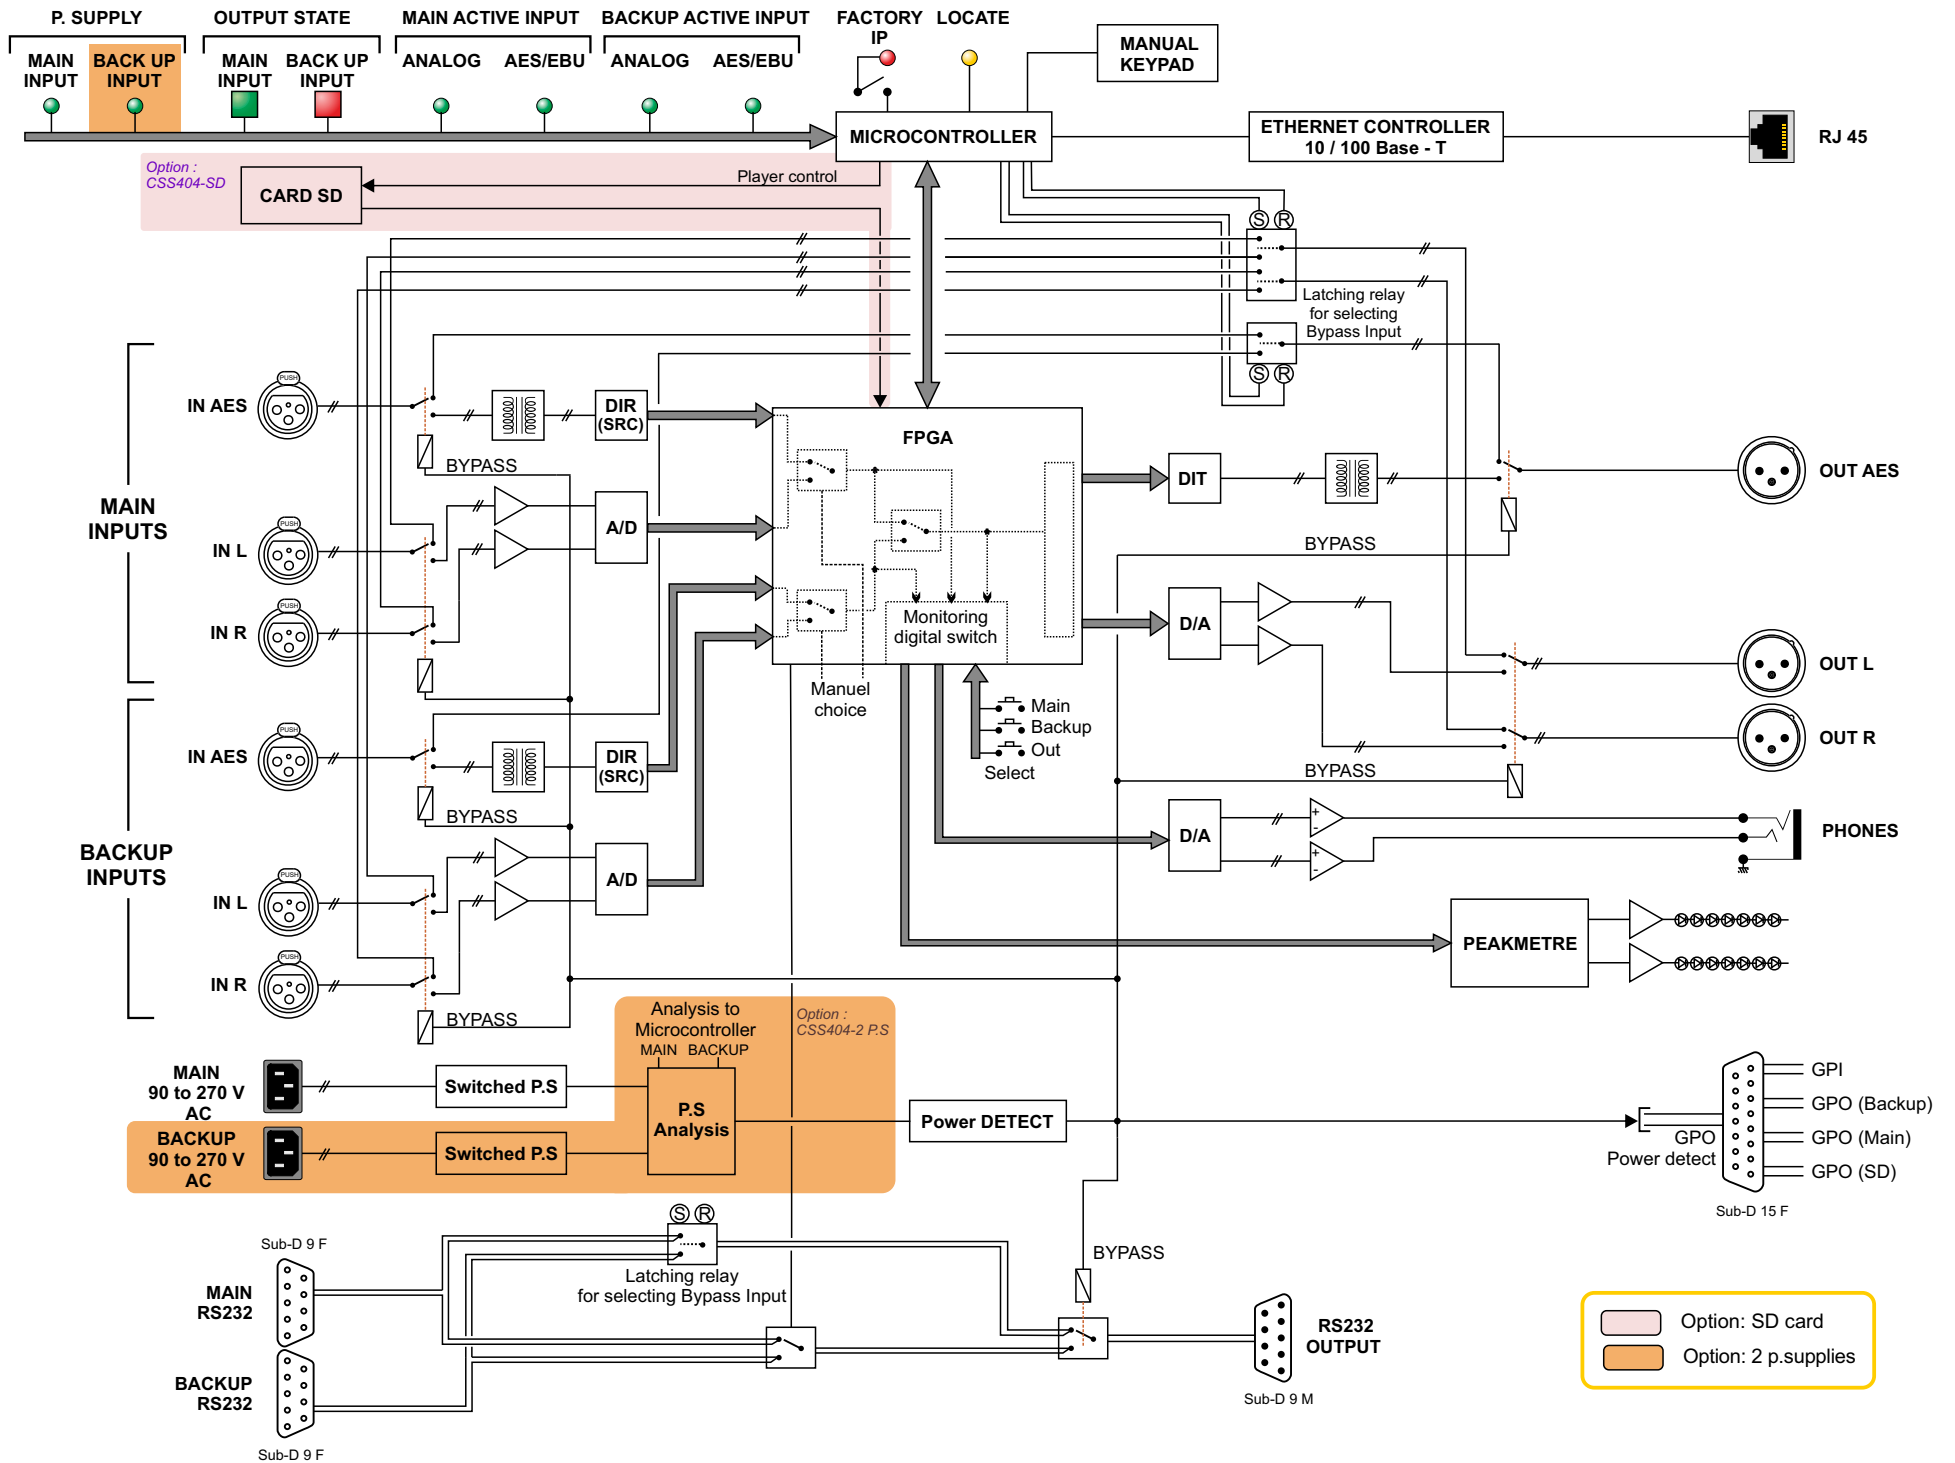 P. SUPPLY
OUTPUT STATE
MAIN ACTIVE INPUT
BACKUP ACTIVE INPUT
FACTORY
IP
LOCATE
MAIN
INPUT
BACK UP
INPUT
MAIN
INPUT
BACK UP
INPUT
ANALOG
AES/EBU
ANALOG
AES/EBU
MANUAL
KEYPAD
MICROCONTROLLER
ETHERNET CONTROLLER
10 / 100 Base - T
RJ 45
Option :
CSS404-SD
CARD SD
Player control
S R
Latching relay
for selecting
Bypass Input
S R
MAIN
INPUTS
PUSH
IN AES
DIR
(SRC)
BYPASS
PUSH
IN L
A/D
PUSH
IN R
FPGA
Monitoring
digital switch
Manuel
choice
Main
Backup
Out
Select
DIT
OUT AES
BYPASS
D/A
OUT L
OUT R
BYPASS
BACKUP
INPUTS
PUSH
IN AES
DIR
(SRC)
BYPASS
PUSH
IN L
A/D
PUSH
IN R
BYPASS
D/A
+
-
+
-
PHONES
PEAKMETRE
Analysis to
Microcontroller
MAIN BACKUP
Option :
CSS404-2 P.S
MAIN
90 to 270 V
AC
Switched P.S
P.S
Analysis
Power DETECT
BACKUP
90 to 270 V
AC
Switched P.S
GPI
GPO (Backup)
GPO (Main)
GPO (SD)
GPO
Power detect
Sub-D 15 F
S R
Latching relay
for selecting Bypass Input
Sub-D 9 F
MAIN
RS232
BACKUP
RS232
Sub-D 9 F
BYPASS
RS232
OUTPUT
Sub-D 9 M
Option: SD card
Option: 2 p.supplies